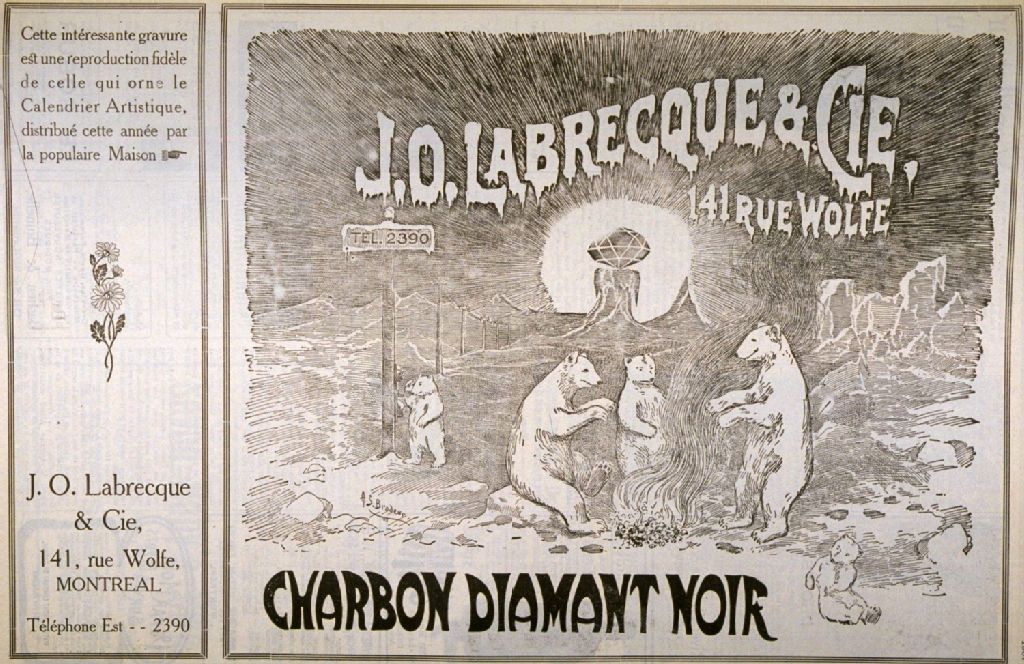 Cette intéressante gravure
est une reproduction fidèle
de celle qui orne le
Calendrier Artistique,
distribué cette année par
la populaire Maison
J. O. Labrecque
& Cie,
141, rue Wolfe,
MONTREAL
Téléphone Est - - 2390
J.O. LABRECQUE & CIE.
141 RUE WOLFE
TEL. 2390
CHARBON DIAMANT NOIR